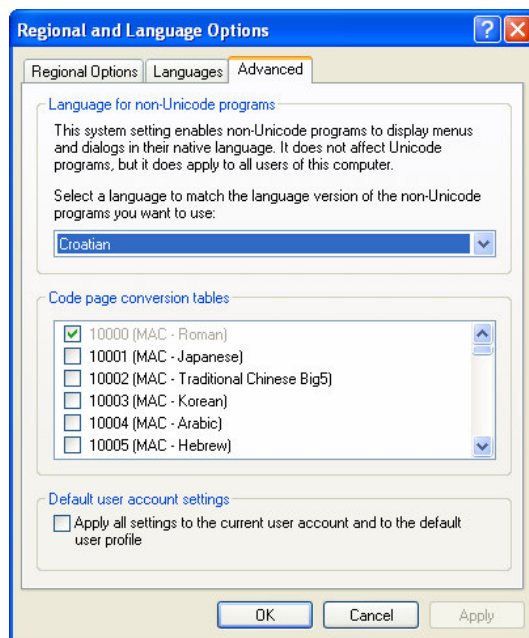 Regional and Language Options
Regional Options Languages Advanced
Language for non-Unicode programs
This system setting enables non-Unicode programs to display menus
and dialogs in their native language. It does not affect Unicode
programs, but it does apply to all users of this computer.
Select a language to match the language version of the non-Unicode
programs you want to use:
Croatian
Code page conversion tables
10000 (MAC - Roman)
10001 (MAC - Japanese)
10002 (MAC - Traditional Chinese Big5)
10003 (MAC - Korean)
10004 (MAC - Arabic)
10005 (MAC - Hebrew)
Default user account settings
Apply all settings to the current user account and to the default
user profile
OK Cancel Apply